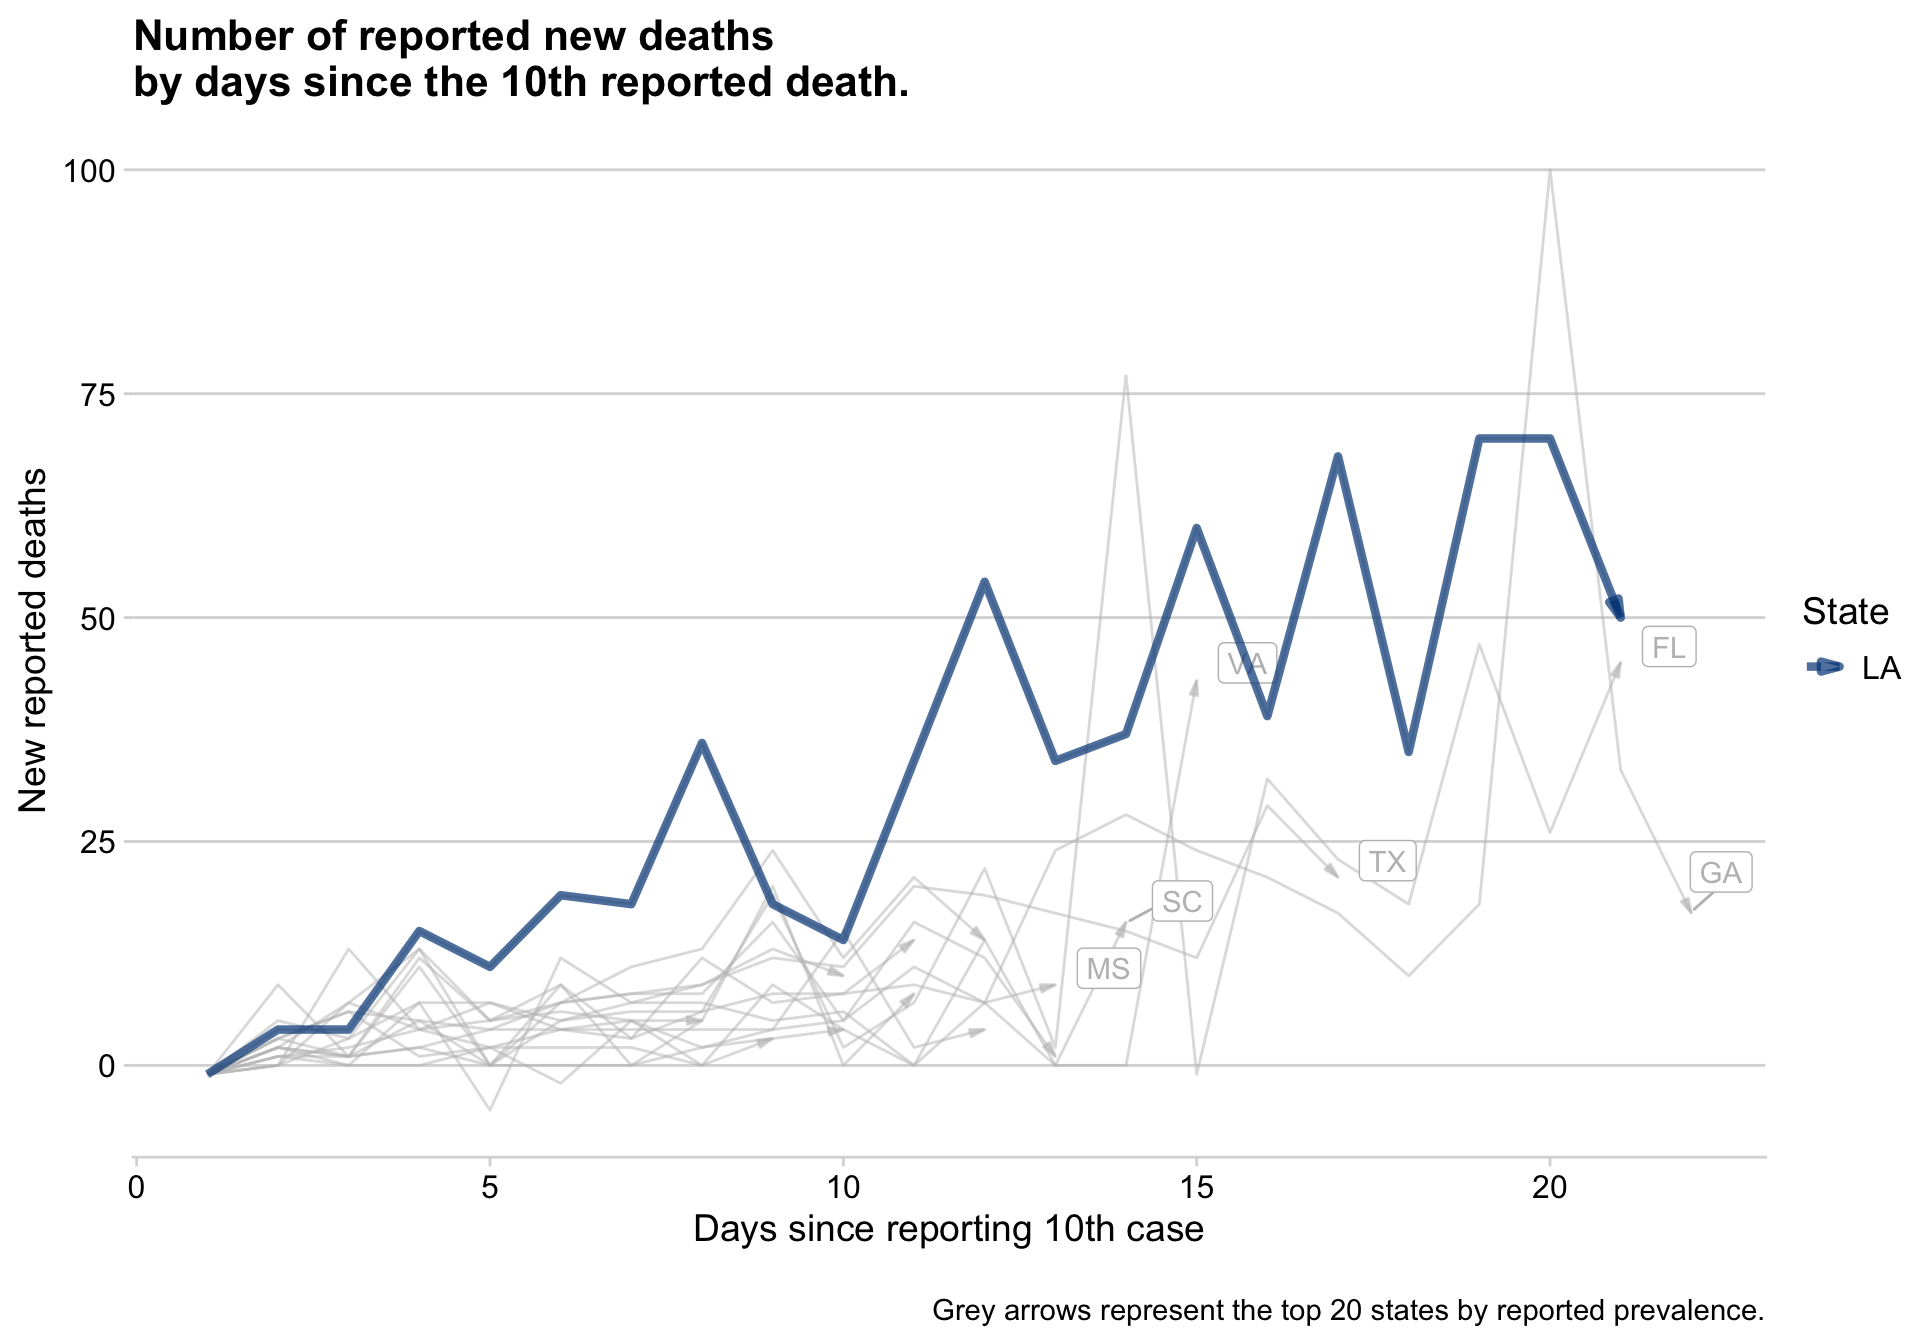 Number of reported new deaths
by days since the 10th reported death.
100
75
50
25
0
New reported deaths
VA
FL
TX
GA
SC
MS
State
LA
0 5 10 15 20
Days since reporting 10th case
Grey arrows represent the top 20 states by reported prevalence.